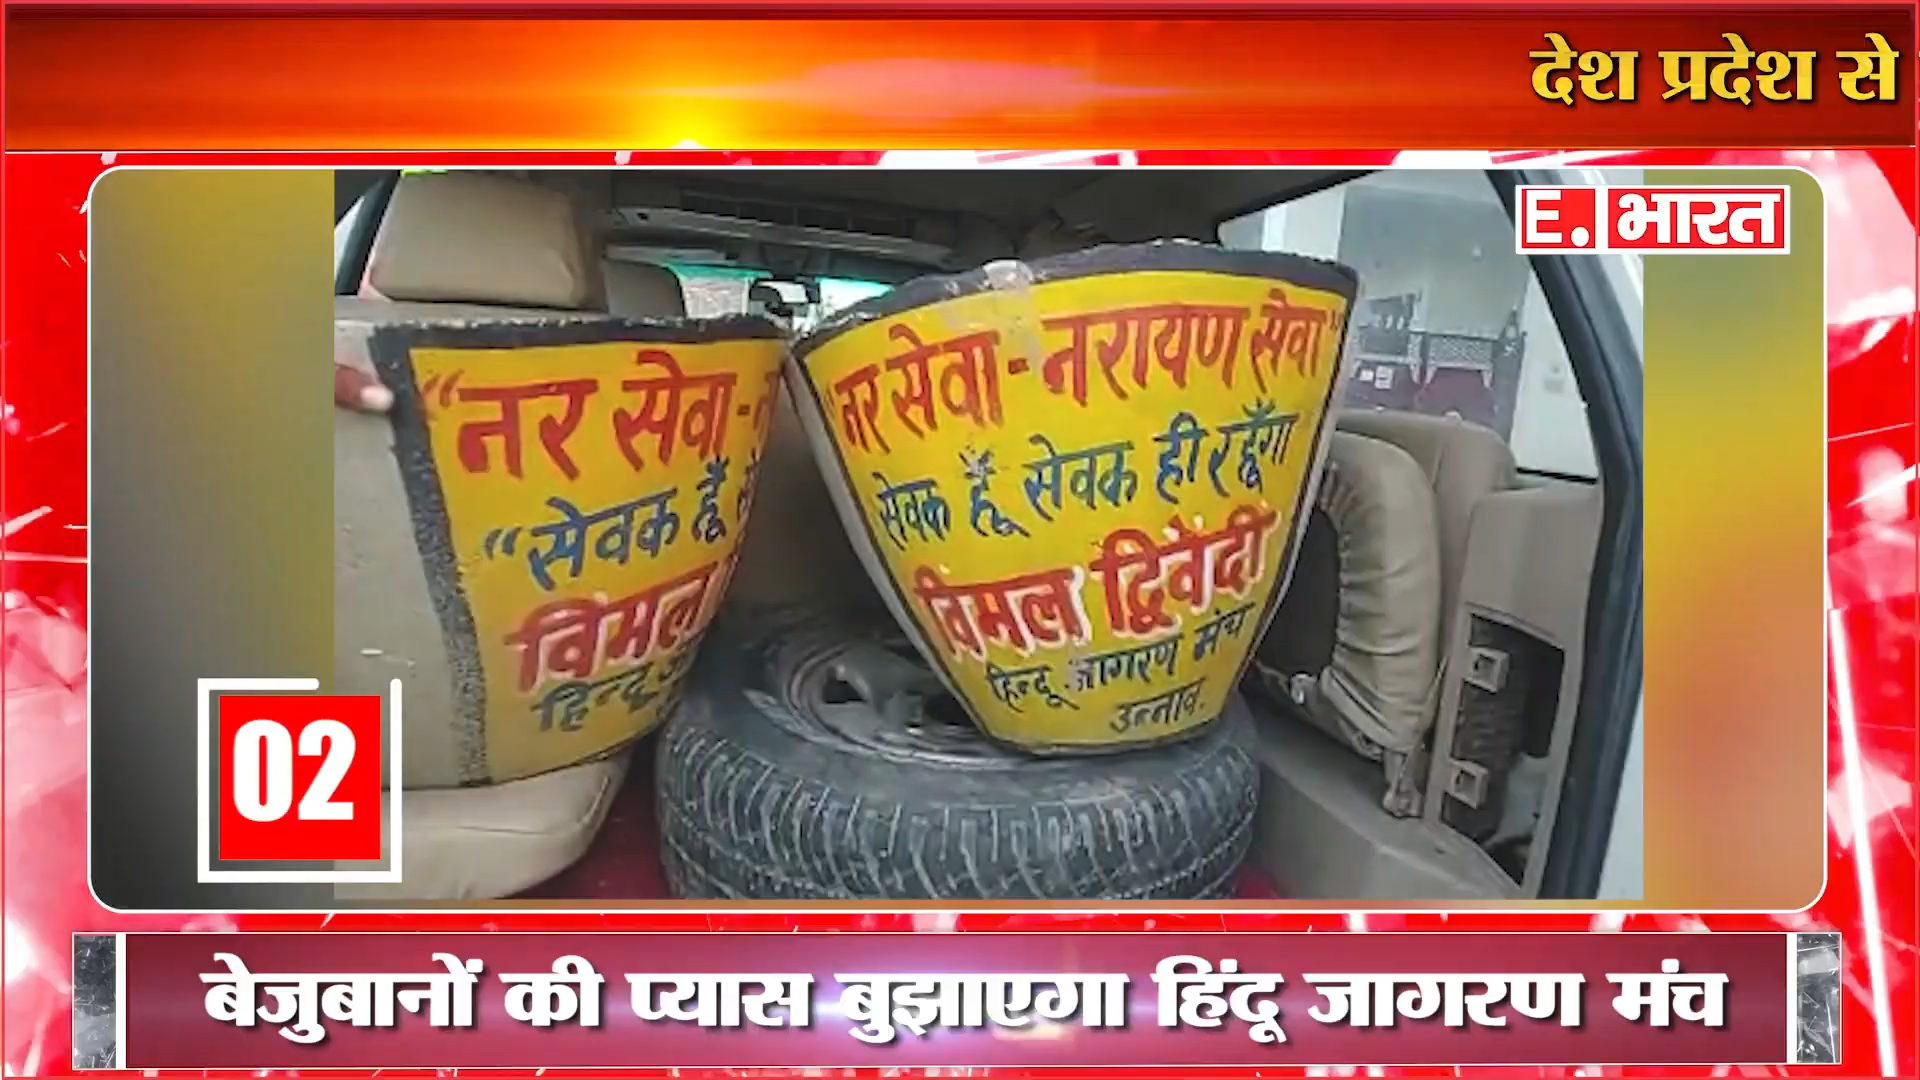 देश प्रदेश से
E. भारत
"नर सेवा-
"सेवक हूँ
विमल
हिन्दू
नर सेवा-नरायण सेवा"
सेवक हूँ सेवक ही रहूँगा
विमल द्विवेदी
हिन्दू जागरण मंच
उन्नाव.
02
बेजुबानों की प्यास बुझाएगा हिंदू जागरण मंच